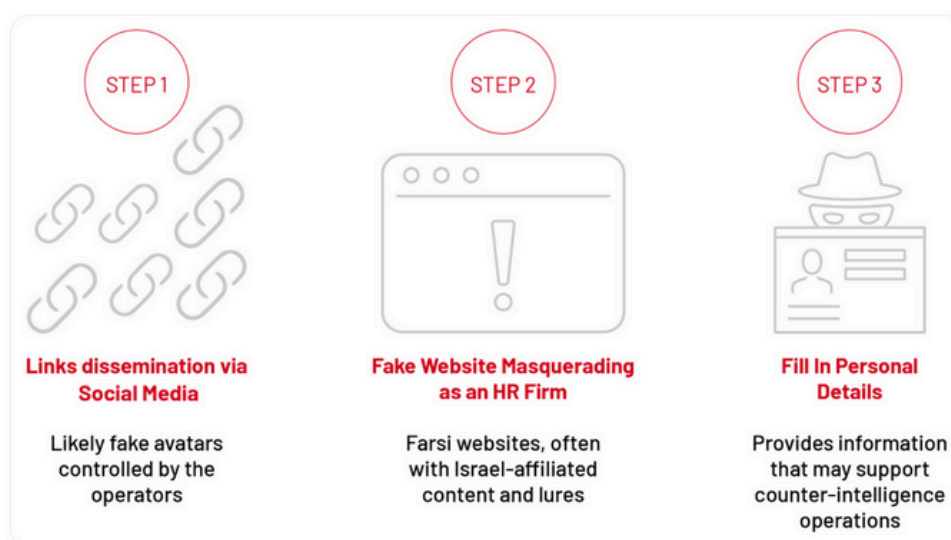 STEP 1
Links dissemination via
Social Media
Likely fake avatars
controlled by the
operators
STEP 2
Fake Website Masquerading
as an HR Firm
Farsi websites, often
with Israel-affiliated
content and lures
STEP 3
Fill In Personal
Details
Provides information
that may support
counter-intelligence
operations